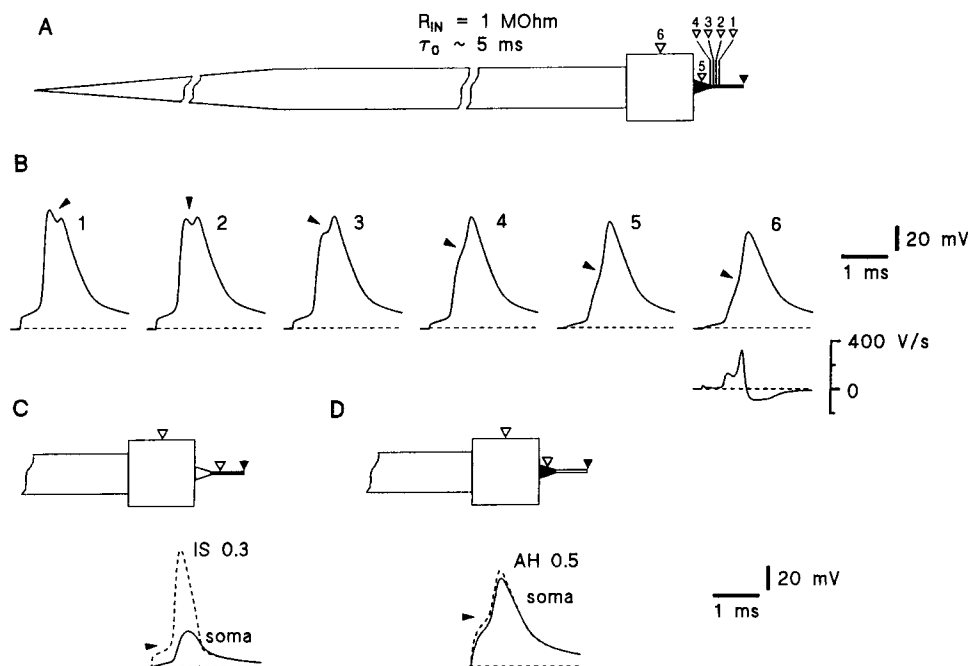 A
R_IN = 1 MOhm
τ_0 ~ 5 ms
6
4 3 2 1
5
B
1
2
3
4
5
6
20 mV
1 ms
400 V/s
0
C
D
IS 0.3
soma
AH 0.5
soma
20 mV
1 ms